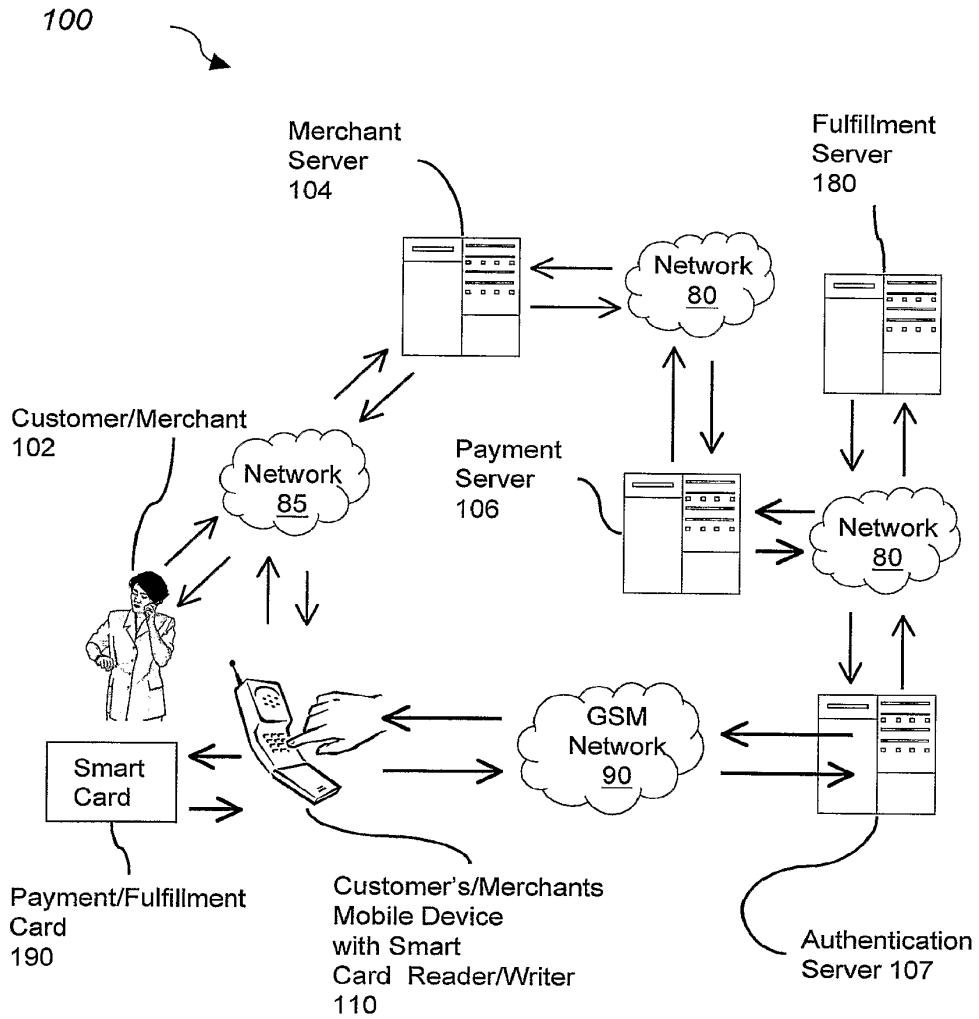 100
Merchant
Server
104
Fulfillment
Server
180
Network
80
Customer/Merchant
102
Network
85
Payment
Server
106
Network
80
GSM
Network
90
Smart
Card
Payment/Fulfillment
Card
190
Customer's/Merchants
Mobile Device
with Smart
Card Reader/Writer
110
Authentication
Server 107